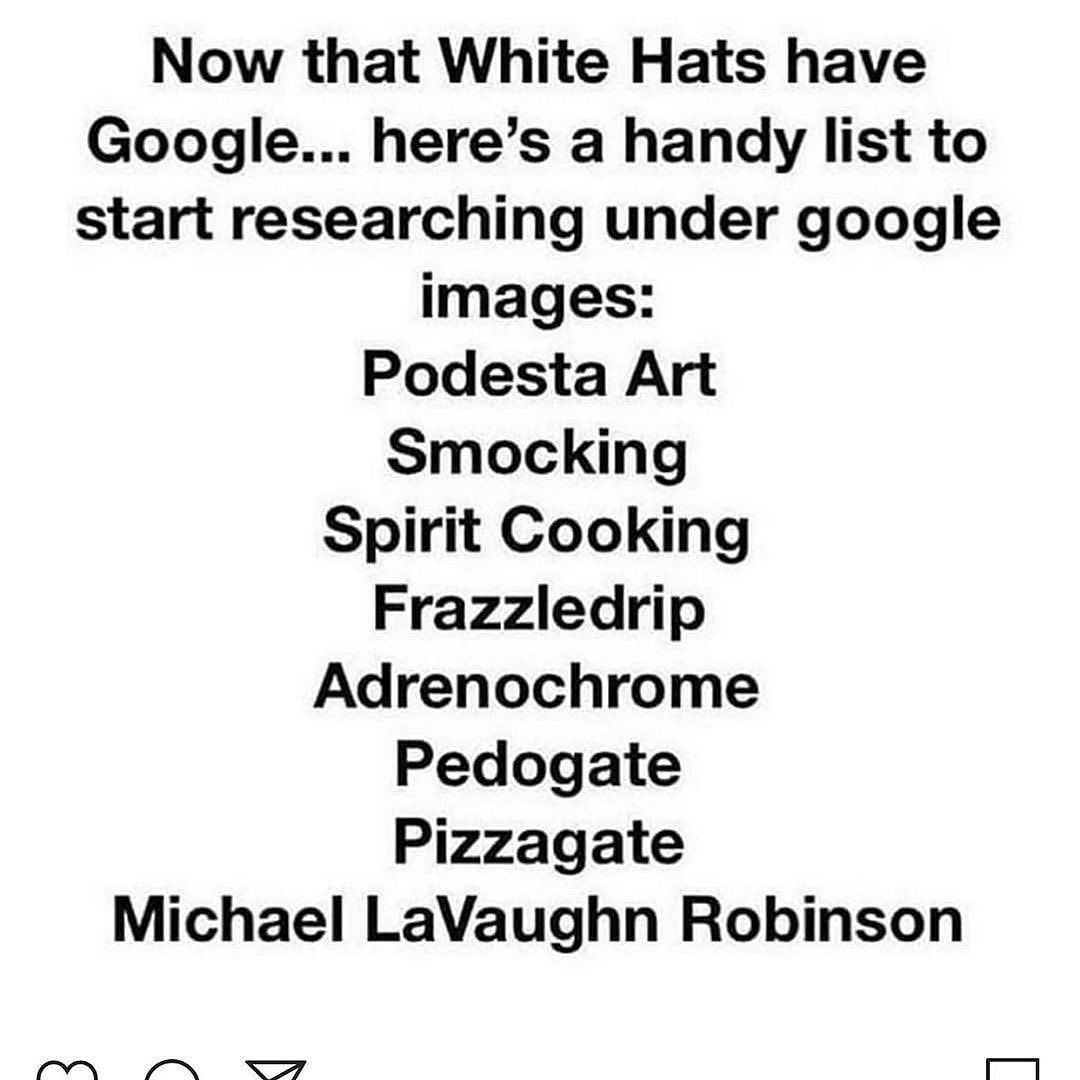 Now that White Hats have
Google... here’s a handy list to
start researching under google
images:
Podesta Art
Smocking
Spirit Cooking
Frazzledrip
Adrenochrome
Pedogate
Pizzagate
Michael LaVaughn Robinson